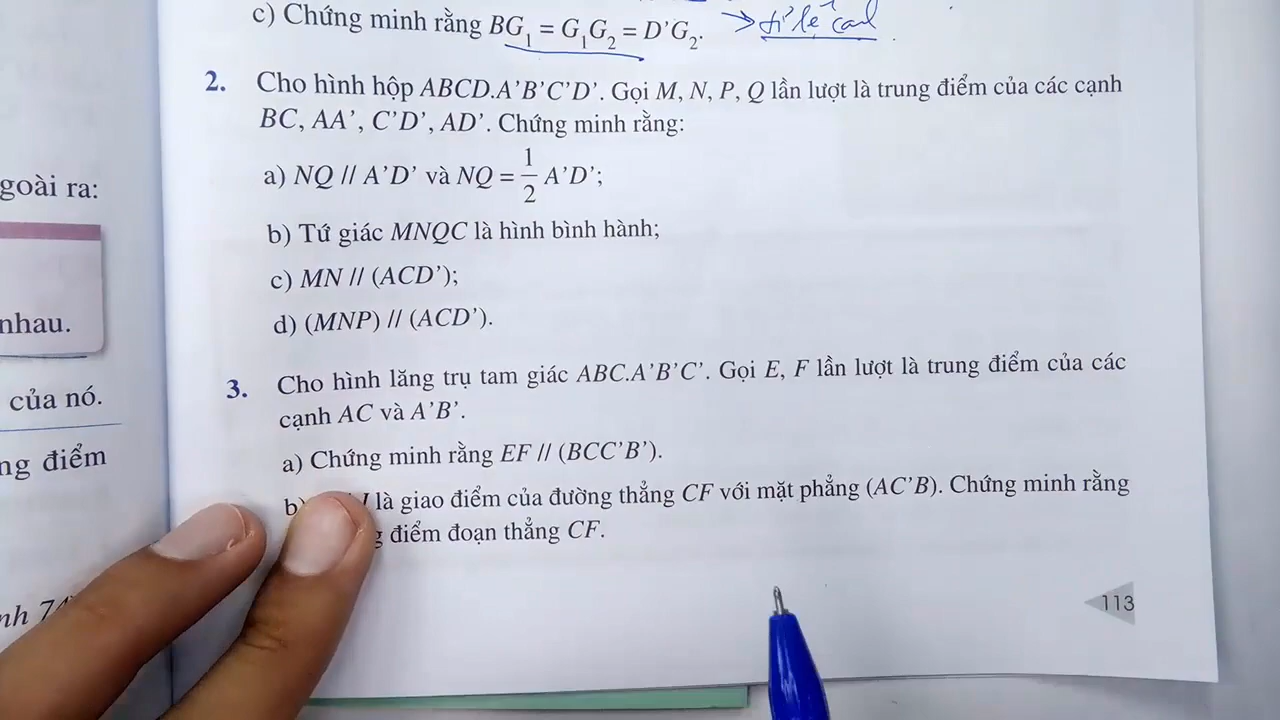 c) Chứng minh rằng BG₁ = G₁G₂ = D’G₂. → tỉ lệ
2. Cho hình hộp ABCD.A’B’C’D’. Gọi M, N, P, Q lần lượt là trung điểm của các cạnh
BC, AA’, C’D’, AD’. Chứng minh rằng:
a) NQ // A’D’ và NQ = 1/2 A’D’;
b) Tứ giác MNQC là hình bình hành;
c) MN // (ACD’);
d) (MNP) // (ACD’).
3. Cho hình lăng trụ tam giác ABC.A’B’C’. Gọi E, F lần lượt là trung điểm của các
cạnh AC và A’B’.
a) Chứng minh rằng EF // (BCC’B’).
b) là giao điểm của đường thẳng CF với mặt phẳng (AC’B). Chứng minh rằng
điểm đoạn thẳng CF.
113
goài ra:
nhau.
của nó.
ng điểm